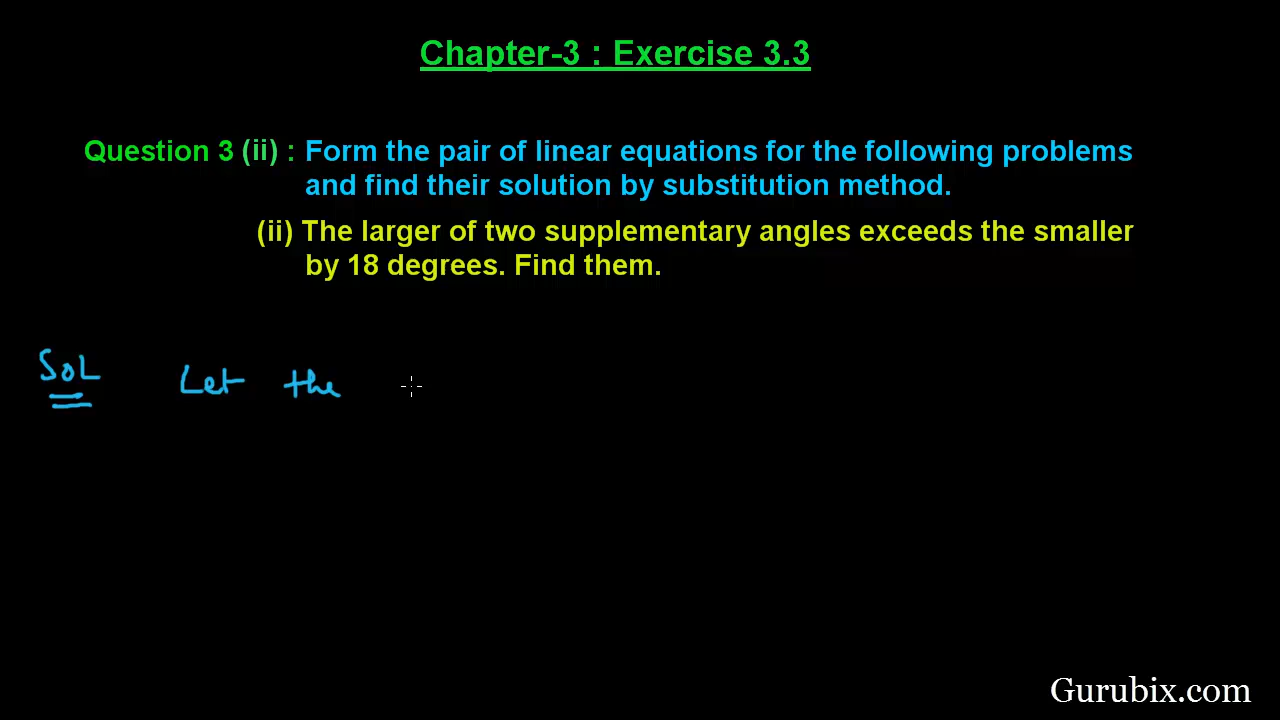 Chapter-3 : Exercise 3.3
Question 3 (ii) : Form the pair of linear equations for the following problems
and find their solution by substitution method.
(ii) The larger of two supplementary angles exceeds the smaller
by 18 degrees. Find them.
SOL Let the
Gurubix.com